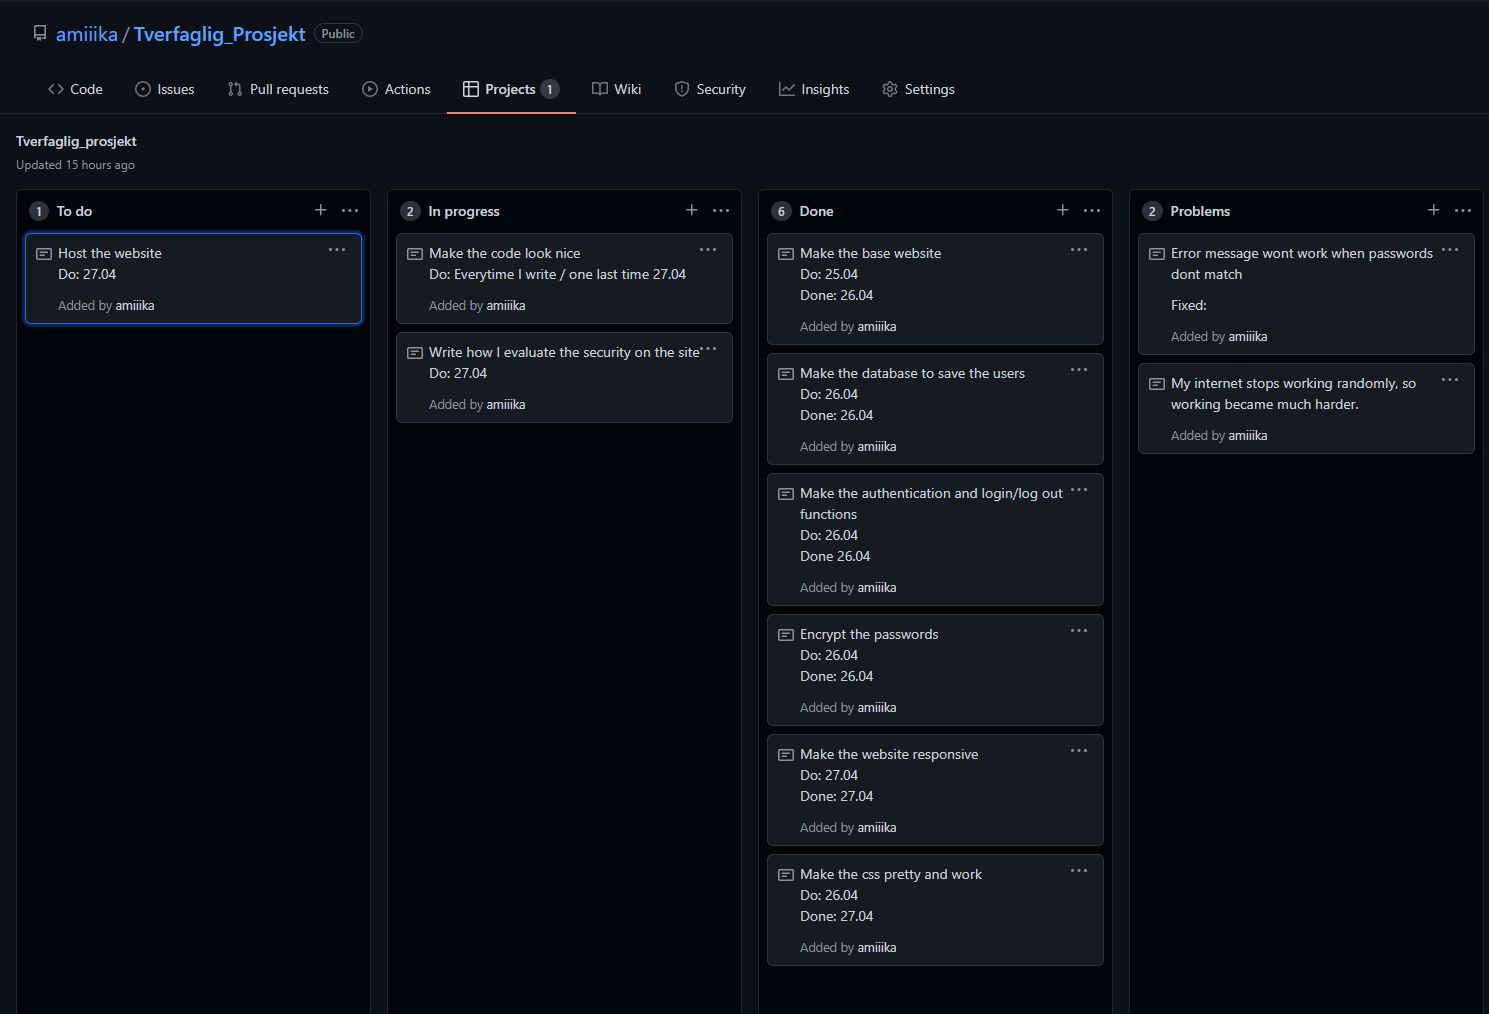 amiiika / Tverfaglig_Prosjekt Public
Code Issues Pull requests Actions Projects 1 Wiki Security Insights Settings
Tverfaglig_prosjekt
Updated 15 hours ago
1 To do
Host the website
Do: 27.04
Added by amiiika
2 In progress
Make the code look nice
Do: Everytime I write / one last time 27.04
Added by amiiika
Write how I evaluate the security on the site
Do: 27.04
Added by amiiika
6 Done
Make the base website
Do: 25.04
Done: 26.04
Added by amiiika
Make the database to save the users
Do: 26.04
Done: 26.04
Added by amiiika
Make the authentication and login/log out
functions
Do: 26.04
Done 26.04
Added by amiiika
Encrypt the passwords
Do: 26.04
Done: 26.04
Added by amiiika
Make the website responsive
Do: 27.04
Done: 27.04
Added by amiiika
Make the css pretty and work
Do: 26.04
Done: 27.04
Added by amiiika
2 Problems
Error message wont work when passwords
dont match
Fixed:
Added by amiiika
My internet stops working randomly, so
working became much harder.
Added by amiiika